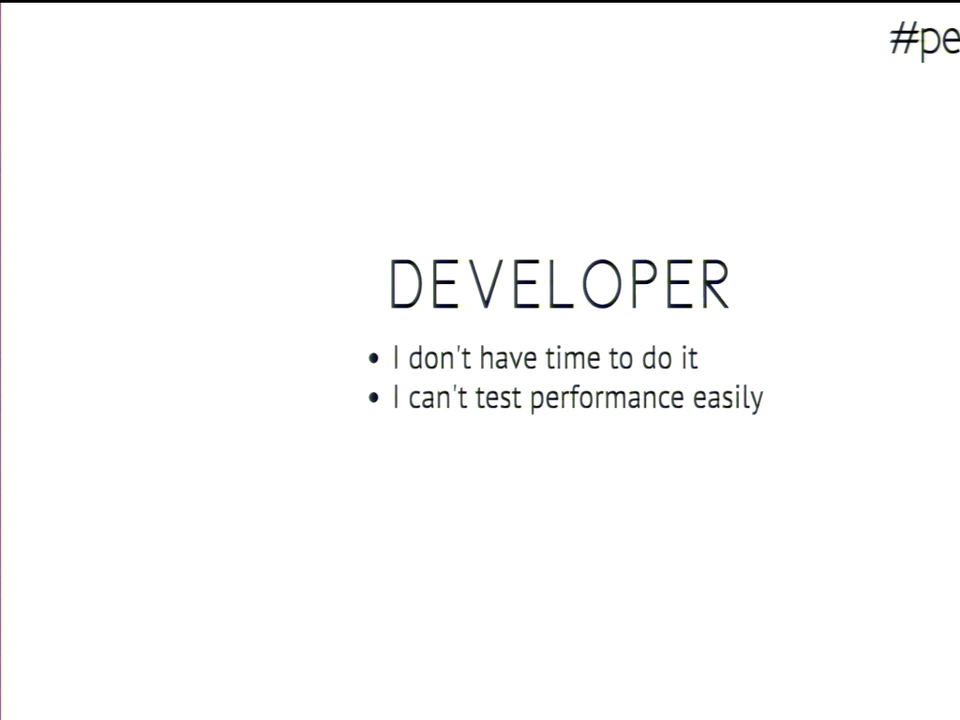 #pe
DEVELOPER
• I don't have time to do it
• I can't test performance easily